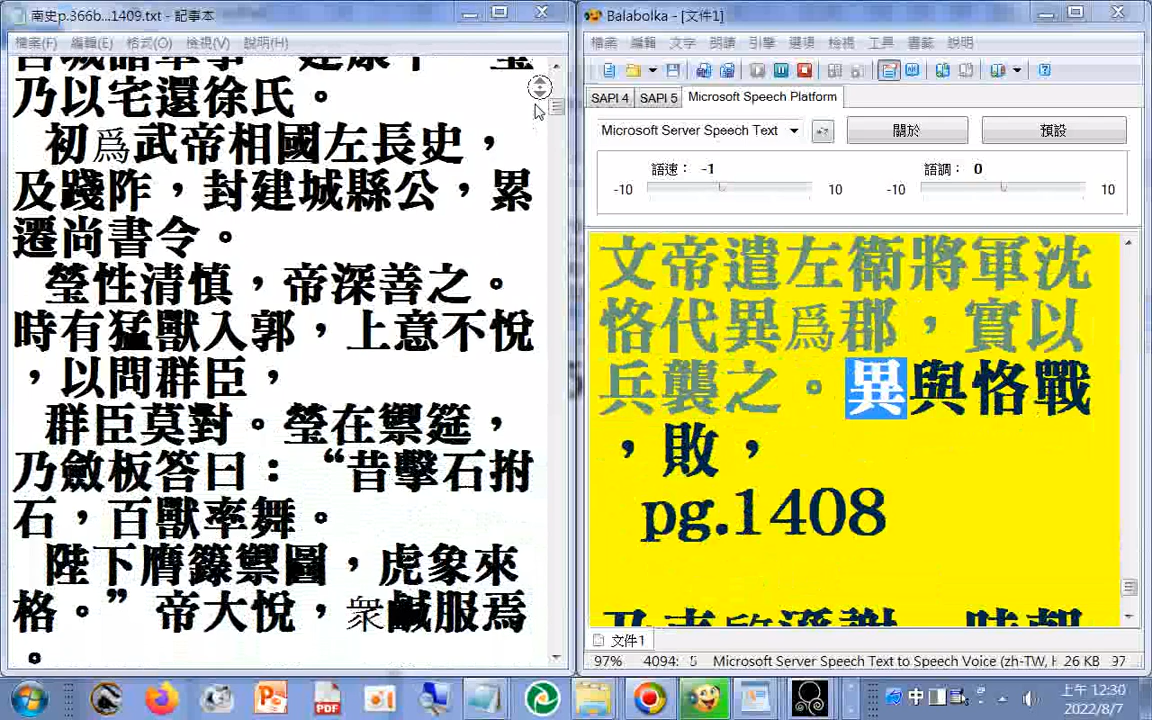 南史p.366b...1409.txt - 記事本
檔案(F) 編輯(E) 格式(O) 檢視(V) 說明(H)
乃以宅還徐氏。
初爲武帝相國左長史，
及踐阼，封建城縣公，累
遷尚書令。
瑩性清慎，帝深善之。
時有猛獸入郭，上意不悅
，以問群臣，
群臣莫對。瑩在禦筵，
乃斂板答曰：“昔擊石拊
石，百獸率舞。
陛下膺籙禦圖，虎象來
格。”帝大悅，衆鹹服焉
。
Balabolka - [文件1]
檔案 編輯 文字 朗讀 引擎 選項 檢視 工具 書籤 說明
SAPI 4 SAPI 5 Microsoft Speech Platform
Microsoft Server Speech Text 關於 預設
語速： -1 語調： 0
-10 10 -10 10
文帝遣左衛將軍沈
恪代異爲郡，實以
兵襲之。異與恪戰
，敗，
pg.1408
文件1
97% 4094: 5 Microsoft Server Speech Text to Speech Voice (zh-TW, H 26 KB 97
中
上午 12:30
2022/8/7